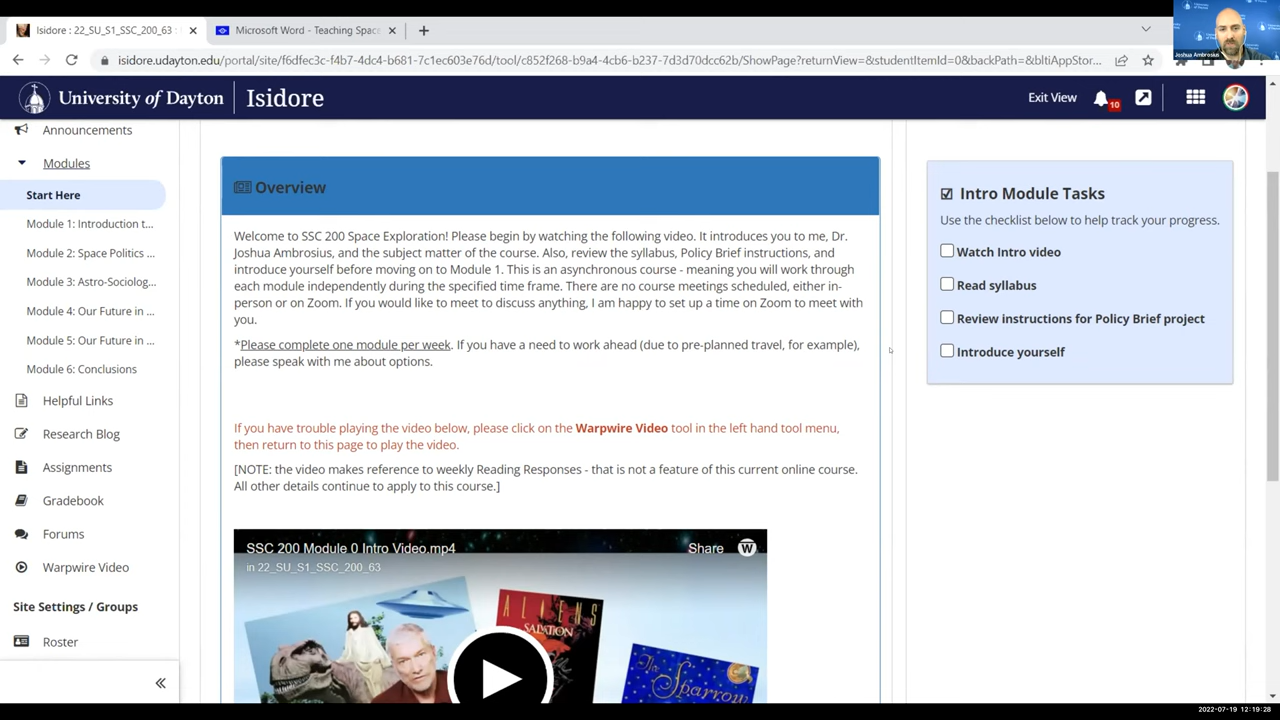 Isidore : 22_SU_S1_SSC_200_63 :
Microsoft Word - Teaching Spac
isidore.udayton.edu/portal/site/f6dfec3c-f4b7-4dc4-b681-7c1ec603
c852f268-b9a4-4cb6-b237-7d3d70dcc62b/ShowPage?returnView=&studentItemId=0&backPath=&bltiAppStor...
Joshua Ambrosius
University of Dayton
Isidore
Exit View
10
Announcements
Modules
Start Here
Module 1: Introduction t...
Module 2: Space Politics ...
Module 3: Astro-Sociolog...
Module 4: Our Future in ...
Module 5: Our Future in ...
Module 6: Conclusions
Helpful Links
Research Blog
Assignments
Gradebook
Forums
Warpwire Video
Site Settings / Groups
Roster
Overview
Welcome to SSC 200 Space Exploration! Please begin by watching the following video. It introduces you to me, Dr.
Joshua Ambrosius, and the subject matter of the course. Also, review the syllabus, Policy Brief instructions, and
introduce yourself before moving on to Module 1. This is an asynchronous course - meaning you will work through
each module independently during the specified time frame. There are no course meetings scheduled, either in-
person or on Zoom. If you would like to meet to discuss anything, I am happy to set up a time on Zoom to meet with
you.
*Please complete one module per week. If you have a need to work ahead (due to pre-planned travel, for example),
please speak with me about options.
If you have trouble playing the video below, please click on the Warpwire Video tool in the left hand tool menu,
then return to this page to play the video.
[NOTE: the video makes reference to weekly Reading Responses - that is not a feature of this current online course.
All other details continue to apply to this course.]
SSC 200 Module 0 Intro Video.mp4
Share
W
in 22_SU_S1_SSC_200_63
ALIENS
SALVATION
The
Sparrow
Intro Module Tasks
Use the checklist below to help track your progress.
Watch Intro video
Read syllabus
Review instructions for Policy Brief project
Introduce yourself
2022-07-19 12:19:28